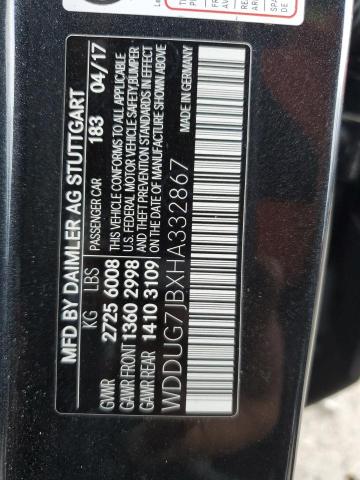 MFD BY DAIMLER AG STUTTGART
KG LBS PASSENGER CAR 183 04/17
GVWR 2725 6008 THIS VEHICLE CONFORMS TO ALL APPLICABLE
GAWR FRONT 1360 2998 U.S. FEDERAL MOTOR VEHICLE SAFETY,BUMPER
GAWR REAR 1410 3109 AND THEFT PREVENTION STANDARDS IN EFFECT
ON THE DATE OF MANUFACTURE SHOWN ABOVE
WDDUG7JBXHA332867
MADE IN GERMANY